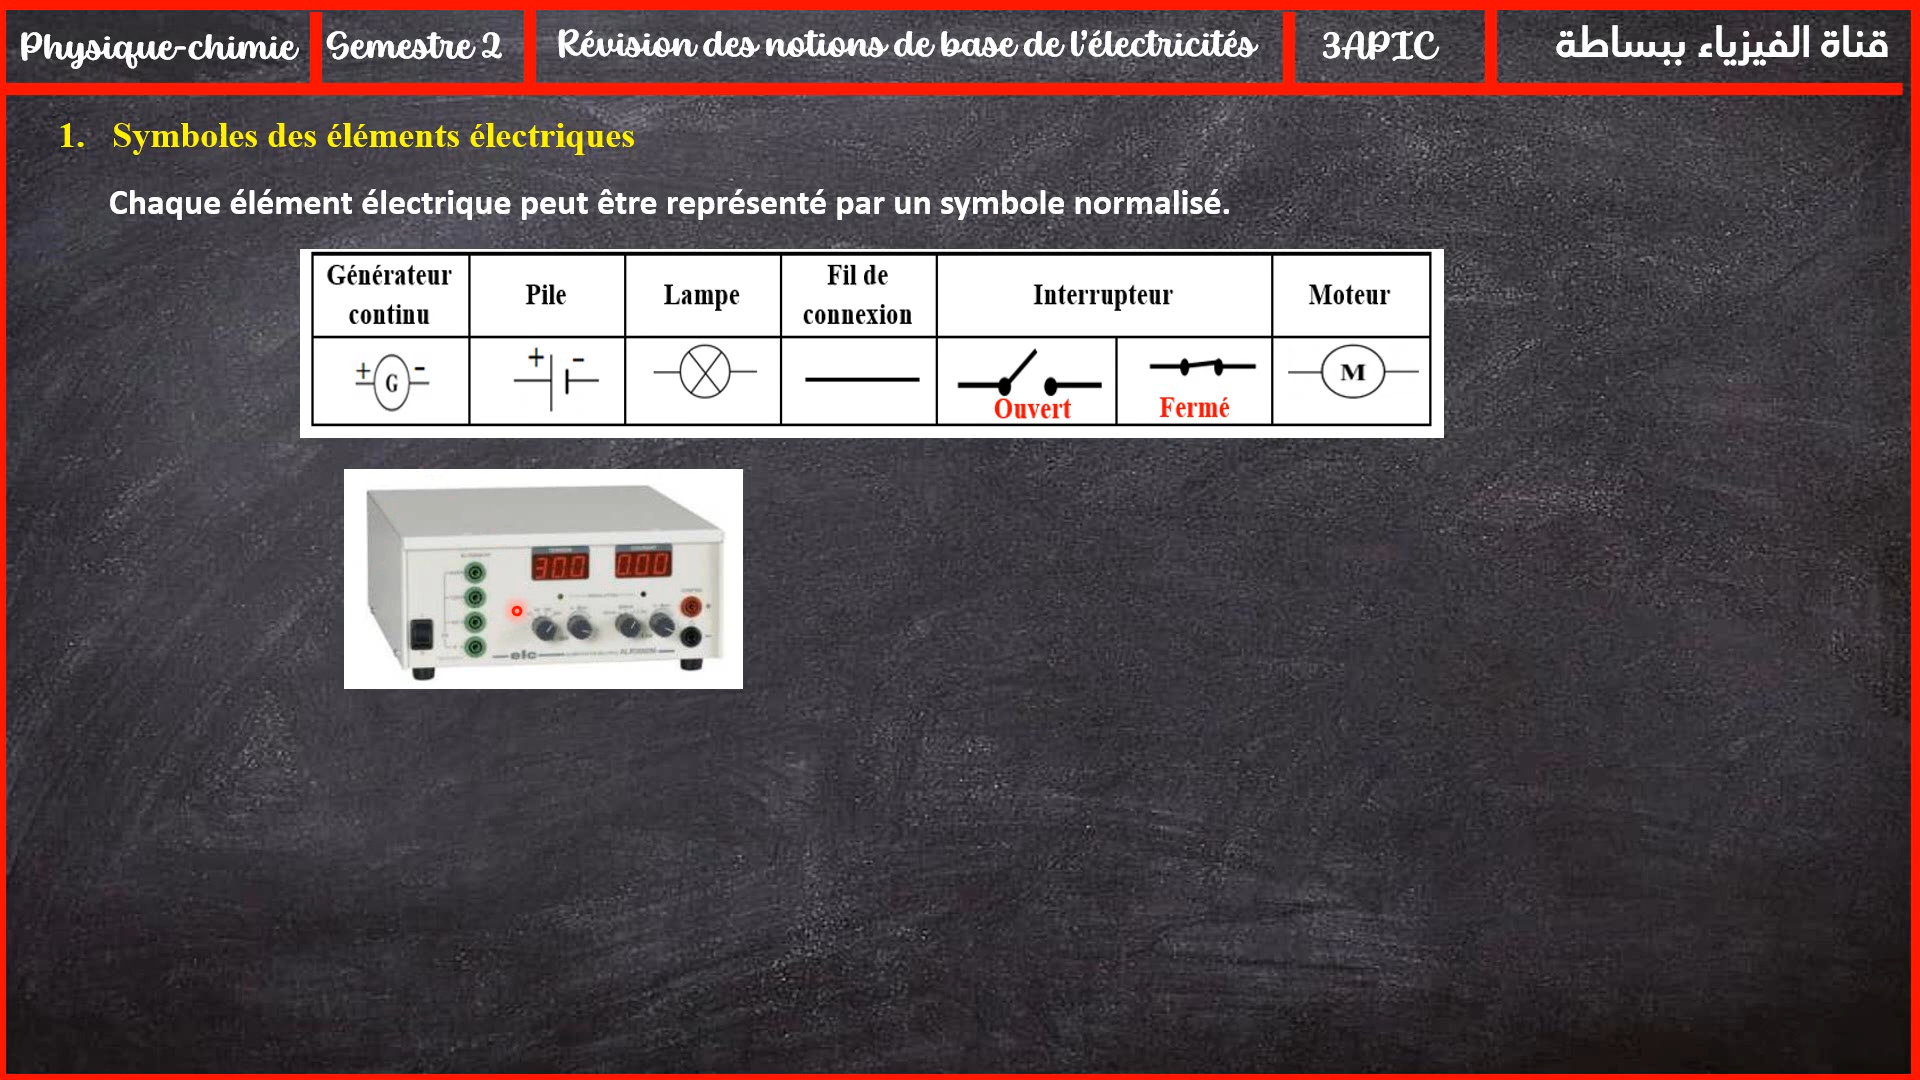 Physique-chimie
Semestre 2
Révision des notions de base de l'électricités
3APIC
قناة الفيزياء ببساطة
1. Symboles des éléments électriques
Chaque élément électrique peut être représenté par un symbole normalisé.
Générateur continu
Pile
Lampe
Fil de connexion
Interrupteur
Moteur
+ G -
+ -
Ouvert
Fermé
M
300
0.00
elc